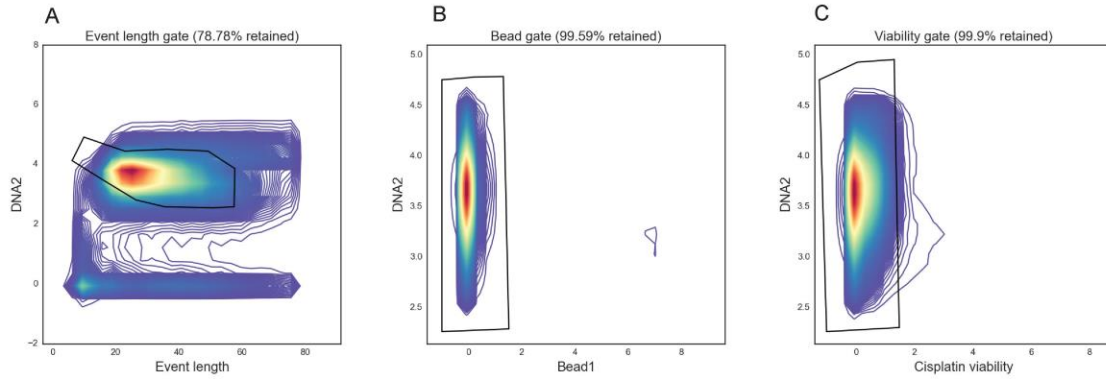 A
Event length gate (78.78% retained)
8
6
4
2
0
−2
DNA2
0 20 40 60 80
Event length
B
Bead gate (99.59% retained)
5.0
4.5
4.0
3.5
3.0
2.5
DNA2
0 2 4 6 8
Bead1
C
Viability gate (99.9% retained)
5.0
4.5
4.0
3.5
3.0
2.5
DNA2
0 2 4 6 8
Cisplatin viability